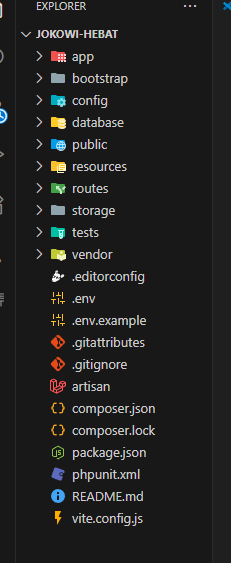 EXPLORER ...
JOKOWI-HEBAT
app
bootstrap
config
database
public
resources
routes
storage
tests
vendor
.editorconfig
.env
.env.example
.gitattributes
.gitignore
artisan
composer.json
composer.lock
package.json
phpunit.xml
README.md
vite.config.js